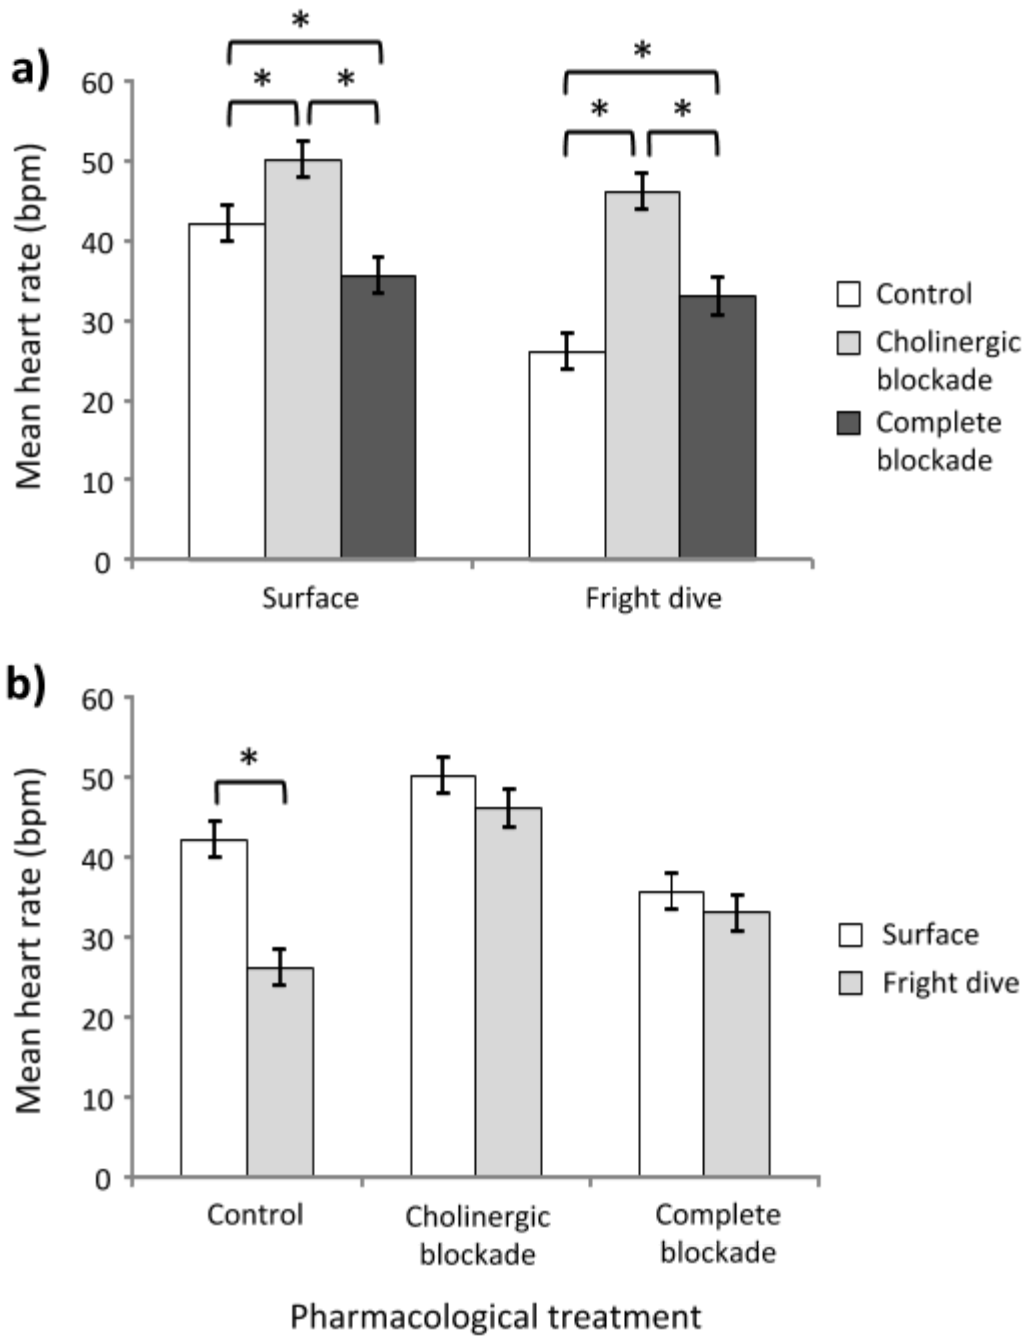 a)
Mean heart rate (bpm)
60
50
40
30
20
10
0
*
*
*
*
*
*
Surface
Fright dive
Control
Cholinergic
blockade
Complete
blockade
b)
Mean heart rate (bpm)
60
50
40
30
20
10
0
*
Control
Cholinergic
blockade
Complete
blockade
Surface
Fright dive
Pharmacological treatment